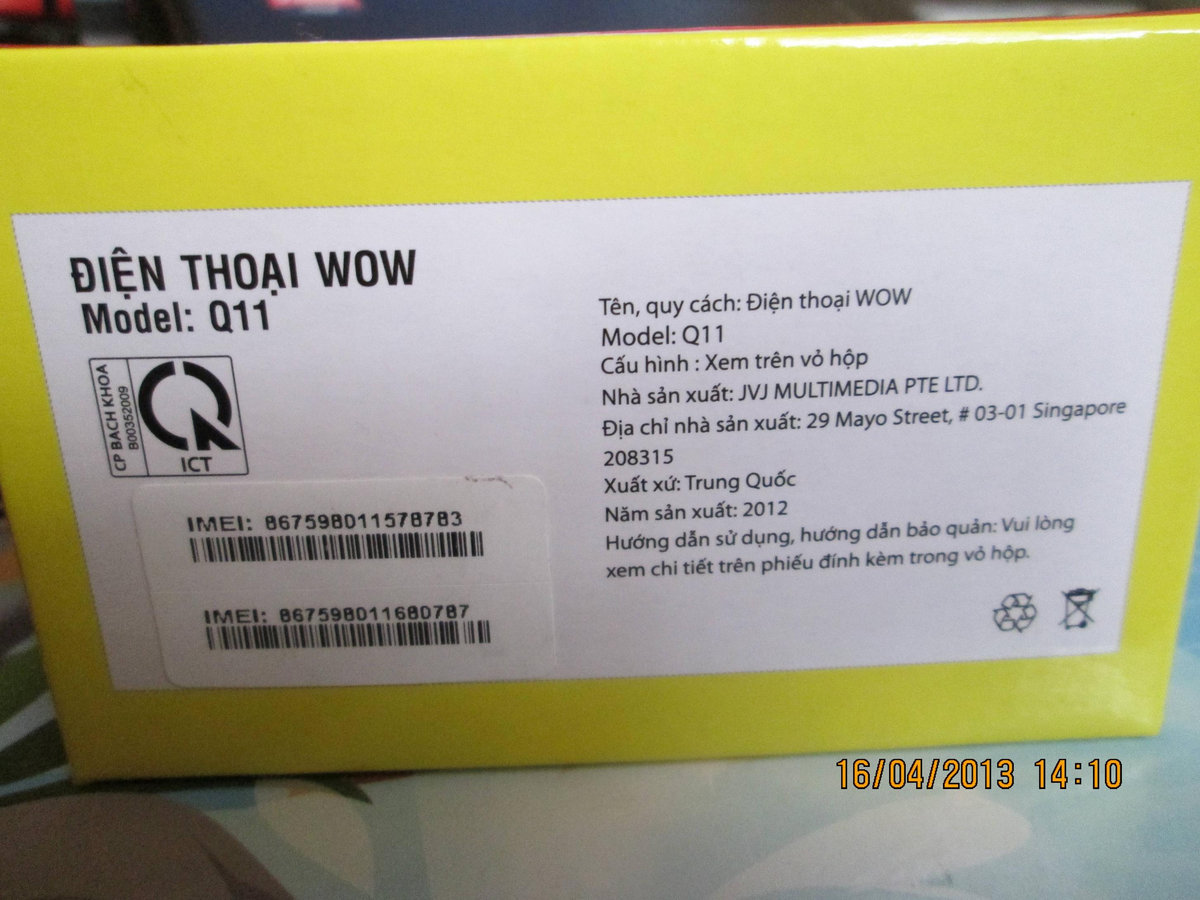 ĐIỆN THOẠI WOW
Model: Q11
CP BACH KHOA
B00352009
ICT
IMEI: 867598011578783
IMEI: 867598011680787
Tên, quy cách: Điện thoại WOW
Model: Q11
Cấu hình : Xem trên vỏ hộp
Nhà sản xuất: JVJ MULTIMEDIA PTE LTD.
Địa chỉ nhà sản xuất: 29 Mayo Street, # 03-01 Singapore
208315
Xuất xứ: Trung Quốc
Năm sản xuất: 2012
Hướng dẫn sử dụng, hướng dẫn bảo quản: Vui lòng
xem chi tiết trên phiếu đính kèm trong vỏ hộp.
16/04/2013 14:10